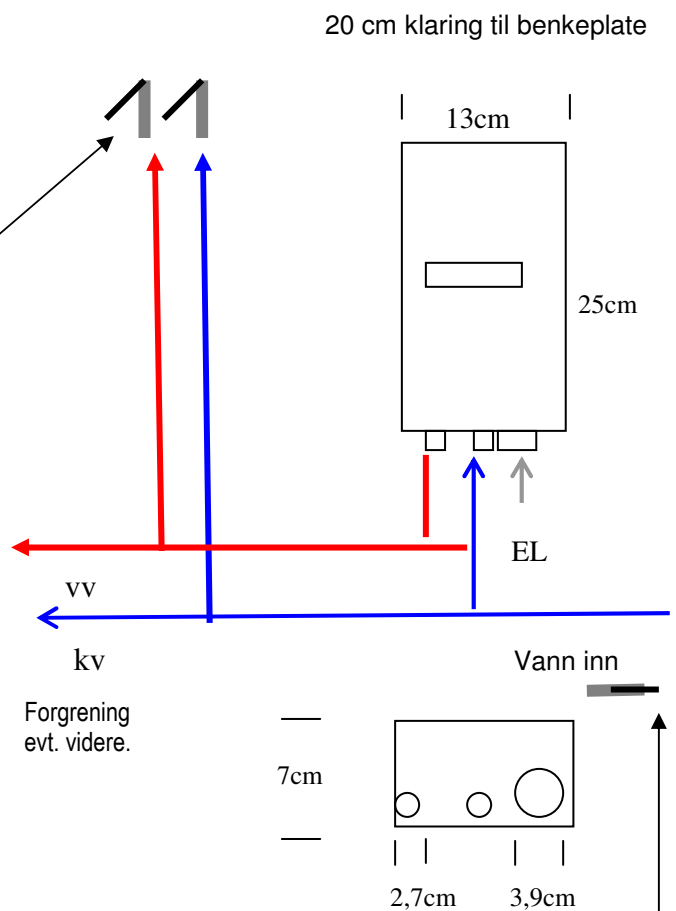 20 cm klaring til benkeplate
13cm
25cm
EL
vv
kv
Vann inn
Forgrening
evt. videre.
7cm
2,7cm
3,9cm